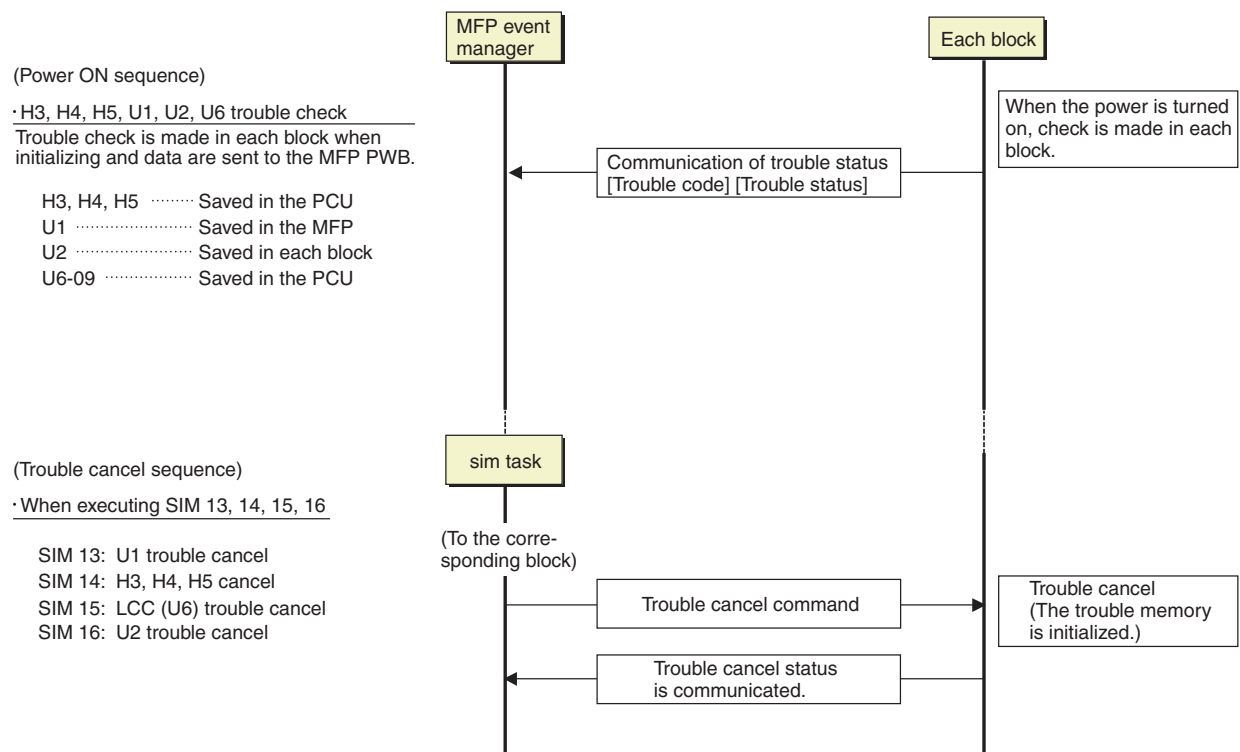 MFP event
manager
Each block
(Power ON sequence)
· H3, H4, H5, U1, U2, U6 trouble check
Trouble check is made in each block when
initializing and data are sent to the MFP PWB.
When the power is turned
on, check is made in each
block.
Communication of trouble status
[Trouble code] [Trouble status]
H3, H4, H5 ········· Saved in the PCU
U1 ························ Saved in the MFP
U2 ························ Saved in each block
U6-09 ·················· Saved in the PCU
sim task
(Trouble cancel sequence)
· When executing SIM 13, 14, 15, 16
(To the corre-
sponding block)
SIM 13: U1 trouble cancel
SIM 14: H3, H4, H5 cancel
SIM 15: LCC (U6) trouble cancel
SIM 16: U2 trouble cancel
Trouble cancel command
Trouble cancel
(The trouble memory
is initialized.)
Trouble cancel status
is communicated.